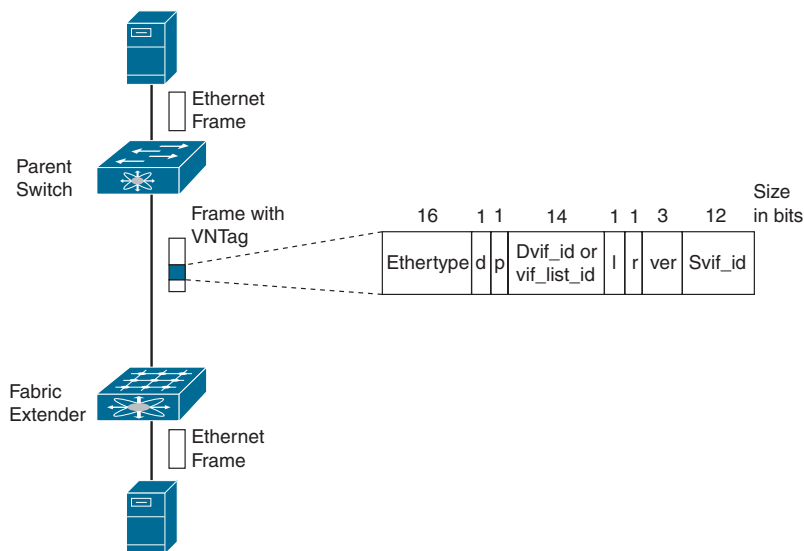 Ethernet
Frame
Parent
Switch
Frame with
VNTag
Size
in bits
16 1 1 14 1 1 3 12
Ethertype d p Dvif_id or vif_list_id l r ver Svif_id
Fabric
Extender
Ethernet
Frame